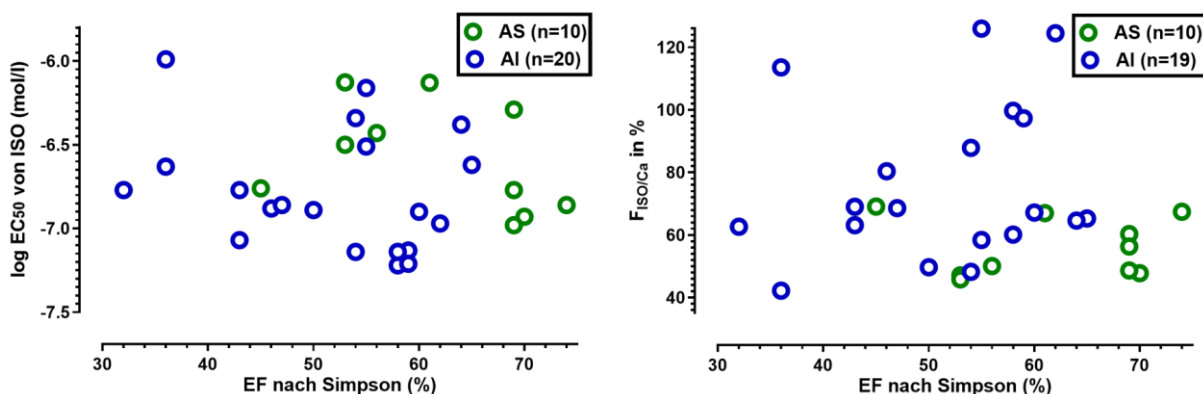 log EC50 von ISO (mol/l)
-6.0
-6.5
-7.0
-7.5
AS (n=10)
AI (n=20)
30 40 50 60 70
EF nach Simpson (%)
F_ISO/Ca in %
120
100
80
60
40
AS (n=10)
AI (n=19)
30 40 50 60 70
EF nach Simpson (%)